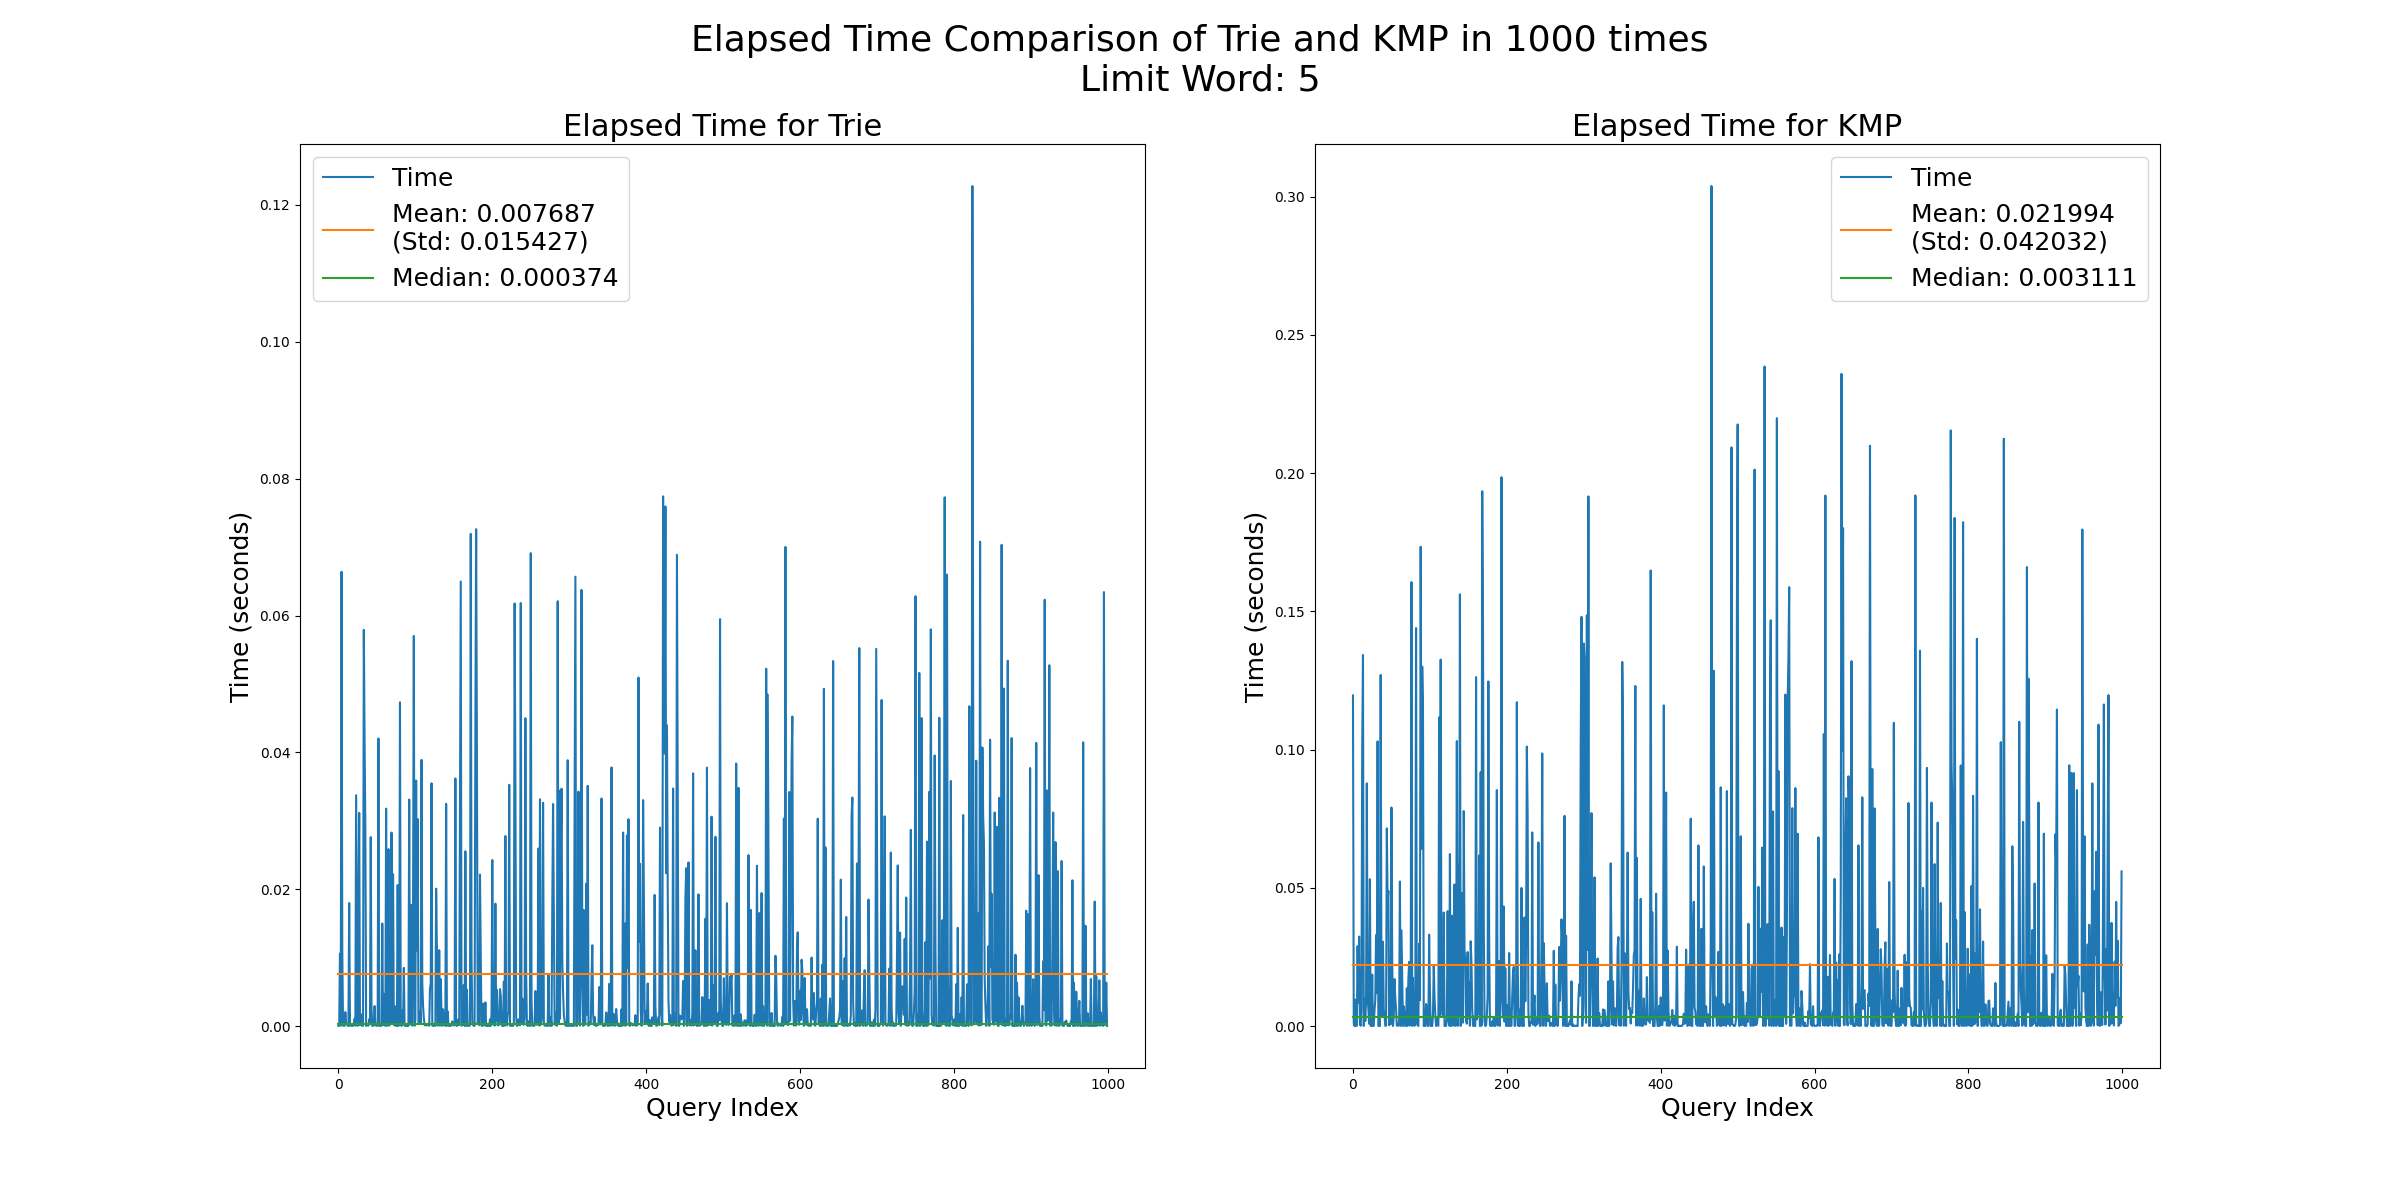 Elapsed Time Comparison of Trie and KMP in 1000 times
Limit Word: 5
Elapsed Time for Trie
Time
Mean: 0.007687
(Std: 0.015427)
Median: 0.000374
0.12
0.10
0.08
0.06
0.04
0.02
0.00
Time (seconds)
0
200
400
600
800
1000
Query Index
Elapsed Time for KMP
Time
Mean: 0.021994
(Std: 0.042032)
Median: 0.003111
0.30
0.25
0.20
0.15
0.10
0.05
0.00
Time (seconds)
0
200
400
600
800
1000
Query Index